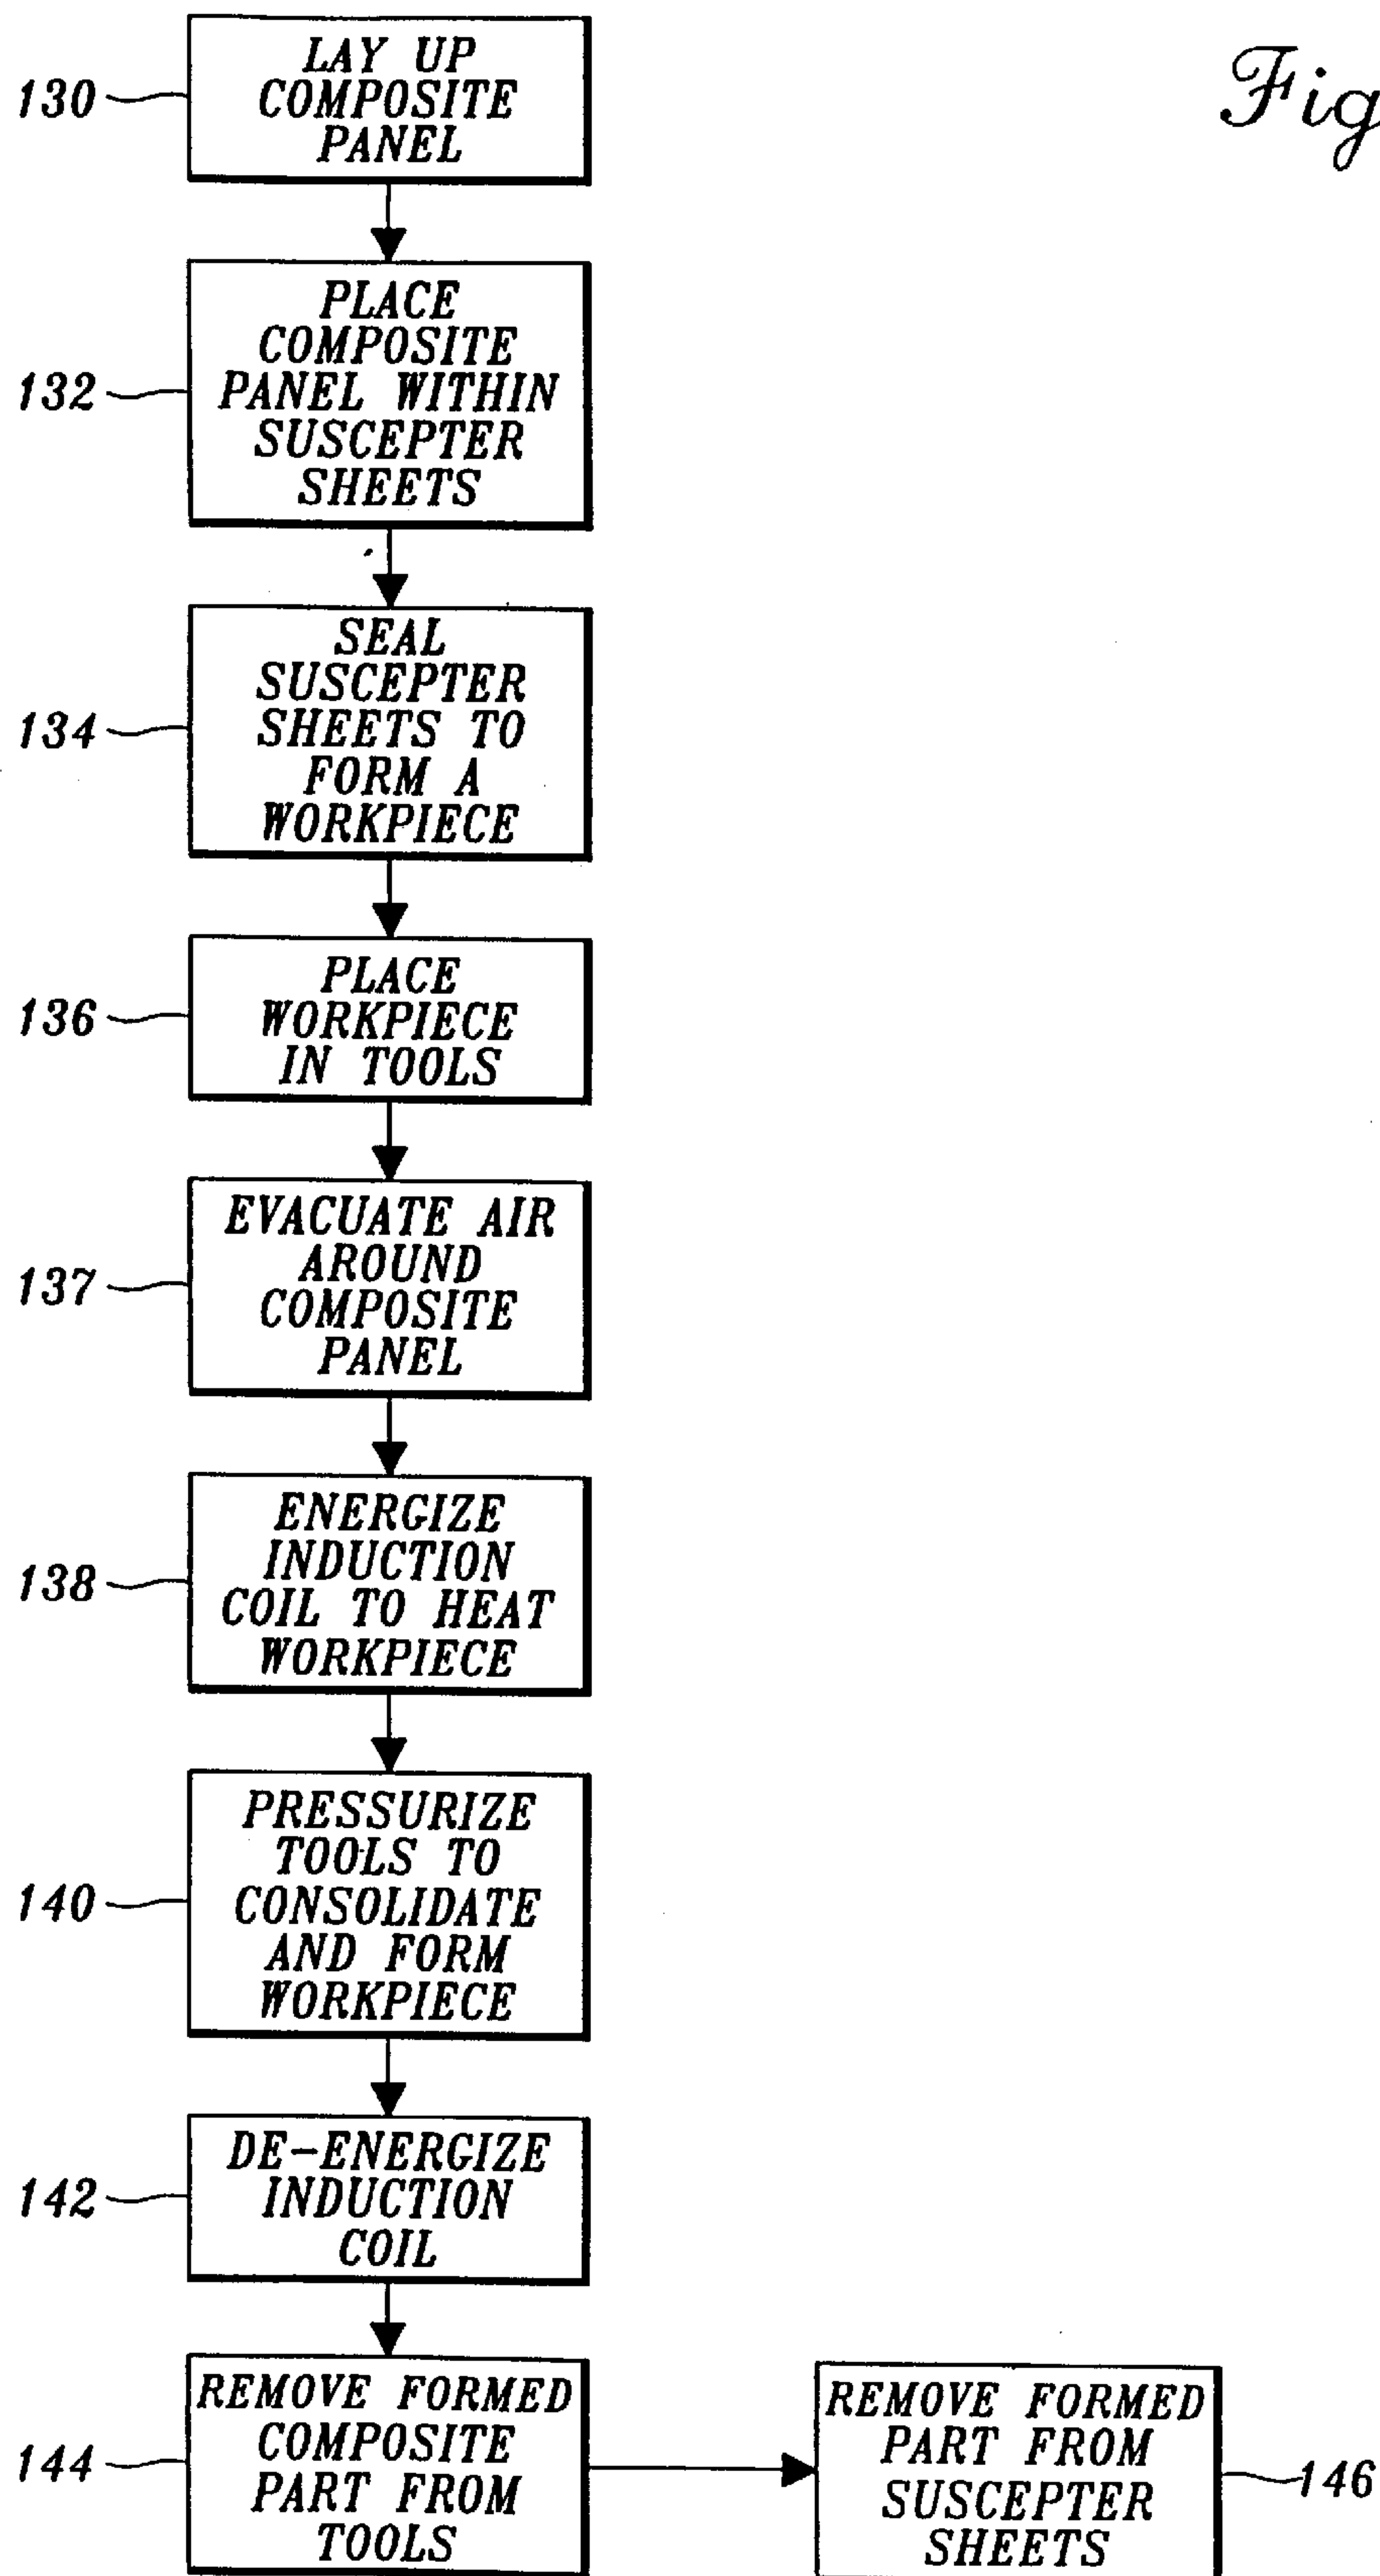 Fig
130
LAY UP
COMPOSITE
PANEL
132
PLACE
COMPOSITE
PANEL WITHIN
SUSCEPTER
SHEETS
134
SEAL
SUSCEPTER
SHEETS TO
FORM A
WORKPIECE
136
PLACE
WORKPIECE
IN TOOLS
137
EVACUATE AIR
AROUND
COMPOSITE
PANEL
138
ENERGIZE
INDUCTION
COIL TO HEAT
WORKPIECE
140
PRESSURIZE
TOOLS TO
CONSOLIDATE
AND FORM
WORKPIECE
142
DE-ENERGIZE
INDUCTION
COIL
144
REMOVE FORMED
COMPOSITE
PART FROM
TOOLS
REMOVE FORMED
PART FROM
SUSCEPTER
SHEETS
146